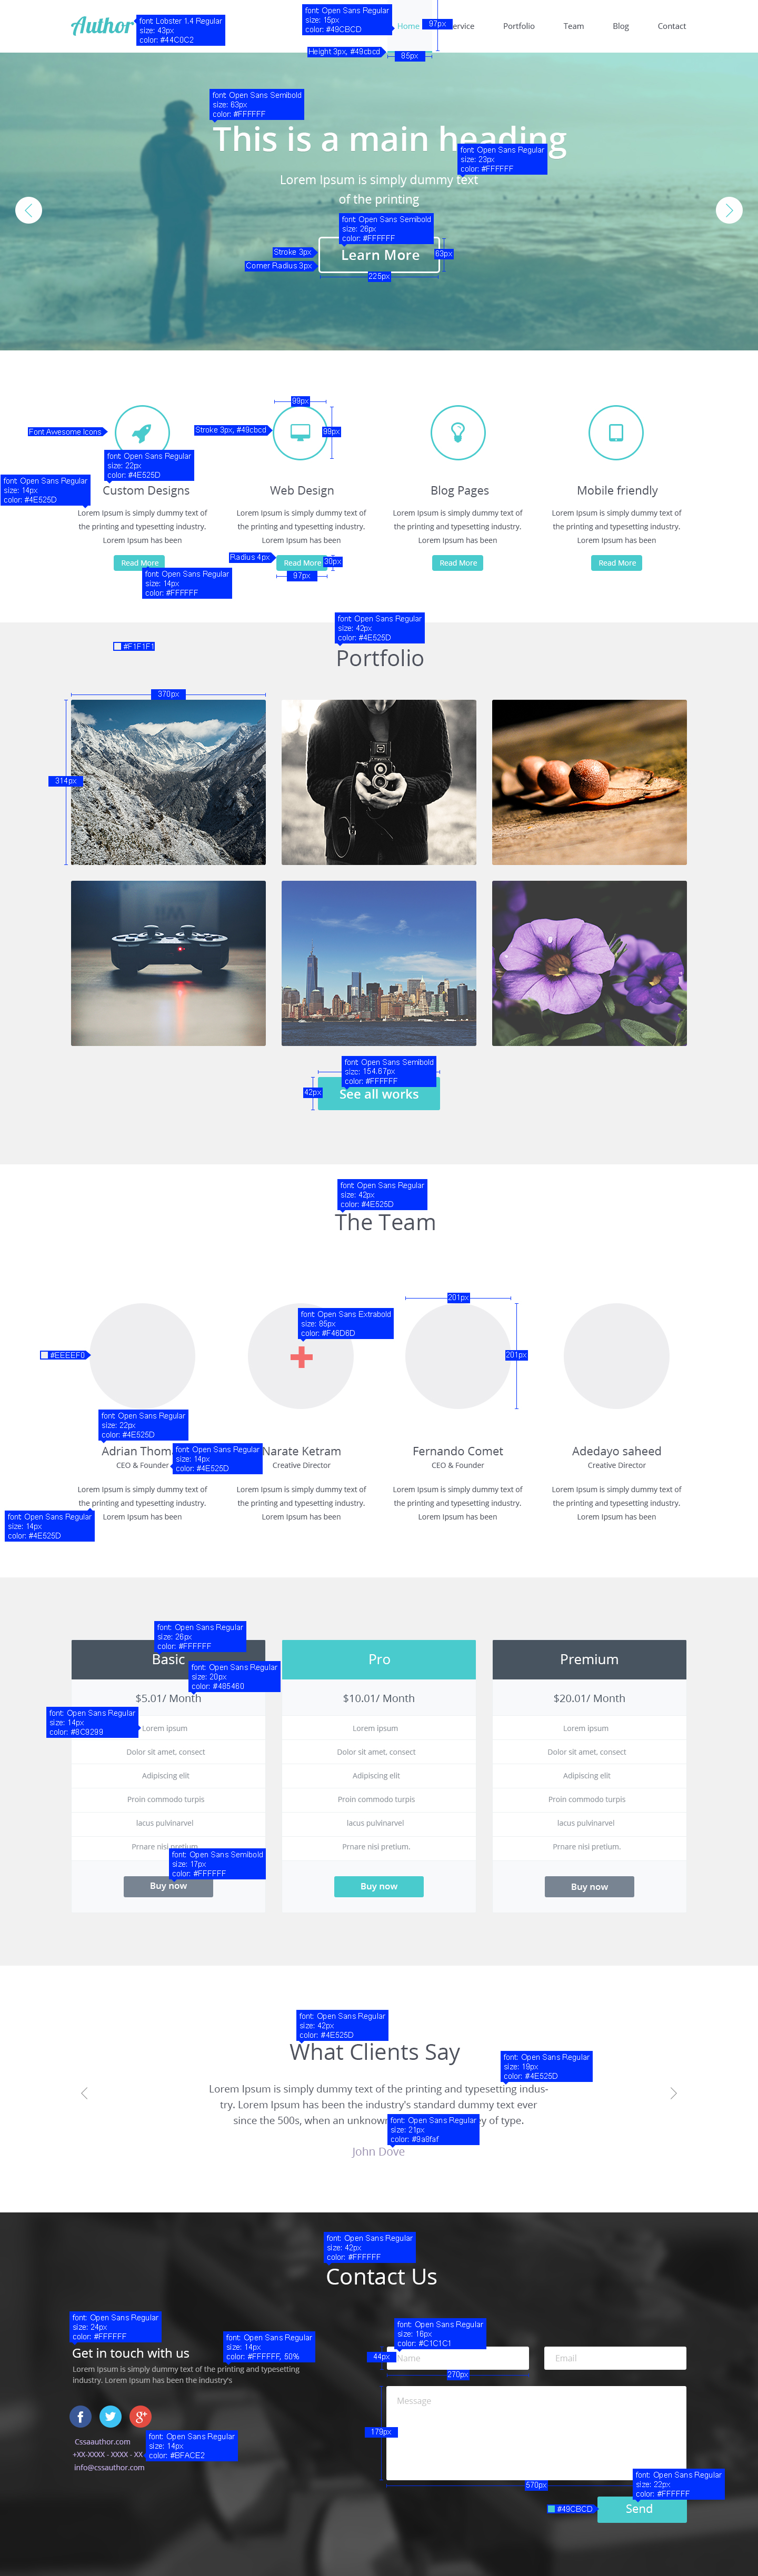 Author
font: Lobster 1.4 Regular
size: 43px
color: #44C0C2
font: Open Sans Regular
size: 15px
color: #49CBCD
Home
97px
ervice
Portfolio
Team
Blog
Contact
Height 3px, #49cbcd
85px
font: Open Sans Semibold
size: 63px
color: #FFFFFF
This is a main heading
font: Open Sans Regular
size: 23px
color: #FFFFFF
Lorem Ipsum is simply dummy text
of the printing
font: Open Sans Semibold
size: 26px
color: #FFFFFF
Stroke 3px
Corner Radius 3px
Learn More
63px
225px
99px
Font Awesome Icons
Stroke 3px, #49cbcd
99px
font: Open Sans Regular
size: 22px
color: #4E525D
font: Open Sans Regular
size: 14px
color: #4E525D
Custom Designs
Lorem Ipsum is simply dummy text of
the printing and typesetting industry.
Lorem Ipsum has been
Read More
Web Design
Lorem Ipsum is simply dummy text of
the printing and typesetting industry.
Lorem Ipsum has been
Radius 4px
Read More
30px
97px
Blog Pages
Lorem Ipsum is simply dummy text of
the printing and typesetting industry.
Lorem Ipsum has been
Read More
Mobile friendly
Lorem Ipsum is simply dummy text of
the printing and typesetting industry.
Lorem Ipsum has been
Read More
font: Open Sans Regular
size: 14px
color: #FFFFFF
font: Open Sans Regular
size: 42px
color: #4E525D
#F1F1F1
Portfolio
370px
314px
font: Open Sans Semibold
size: 154.67px
color: #FFFFFF
42px
See all works
font: Open Sans Regular
size: 42px
color: #4E525D
The Team
201px
font: Open Sans Extrabold
size: 85px
color: #F46D6D
#EEEEF0
201px
font: Open Sans Regular
size: 22px
color: #4E525D
Adrian
font: Open Sans Regular
size: 14px
color: #4E525D
CEO & Founder
Lorem Ipsum is simply dummy text of
the printing and typesetting industry.
Lorem Ipsum has been
font: Open Sans Regular
size: 14px
color: #4E525D
Narate Ketram
Creative Director
Lorem Ipsum is simply dummy text of
the printing and typesetting industry.
Lorem Ipsum has been
Fernando Comet
CEO & Founder
Lorem Ipsum is simply dummy text of
the printing and typesetting industry.
Lorem Ipsum has been
Adedayo saheed
Creative Director
Lorem Ipsum is simply dummy text of
the printing and typesetting industry.
Lorem Ipsum has been
font: Open Sans Regular
size: 26px
color: #FFFFFF
Basic
font: Open Sans Regular
size: 20px
color: #485460
$5.01/ Month
font: Open Sans Regular
size: 14px
color: #8C9299
Lorem ipsum
Dolor sit amet, consect
Adipiscing elit
Proin commodo turpis
lacus pulvinarvel
Prnare nisi pretium
font: Open Sans Semibold
size: 17px
color: #FFFFFF
Buy now
Pro
$10.01/ Month
Lorem ipsum
Dolor sit amet, consect
Adipiscing elit
Proin commodo turpis
lacus pulvinarvel
Prnare nisi pretium.
Buy now
Premium
$20.01/ Month
Lorem ipsum
Dolor sit amet, consect
Adipiscing elit
Proin commodo turpis
lacus pulvinarvel
Prnare nisi pretium.
Buy now
font: Open Sans Regular
size: 42px
color: #4E525D
What Clients Say
font: Open Sans Regular
size: 19px
color: #4E525D
Lorem Ipsum is simply dummy text of the printing and typesetting indus-
try. Lorem Ipsum has been the industry's standard dummy text ever
since the 500s, when an unknown ey of type.
font: Open Sans Regular
size: 21px
color: #8a8faf
John Dove
font: Open Sans Regular
size: 42px
color: #FFFFFF
Contact Us
font: Open Sans Regular
size: 24px
color: #FFFFFF
Get in touch with us
font: Open Sans Regular
size: 14px
color: #FFFFFF, 50%
Lorem Ipsum is simply dummy text of the printing and typesetting
industry. Lorem Ipsum has been the industry's
Cssaauthor.com
+XX-XXXX - XXXX - XX
info@cssauthor.com
font: Open Sans Regular
size: 14px
color: #BFACE2
font: Open Sans Regular
size: 16px
color: #C1C1C1
44px
Name
Email
270px
Message
179px
570px
font: Open Sans Regular
size: 22px
color: #FFFFFF
#49CBCD
Send